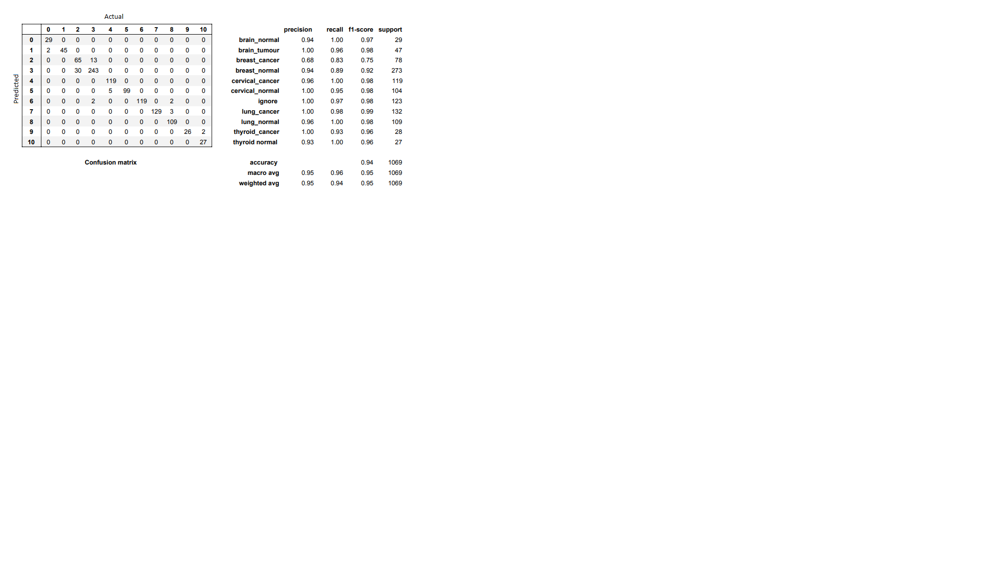 Actual
Predicted
0 1 2 3 4 5 6 7 8 9 10
0 29 0 0 0 0 0 0 0 0 0 0
1 2 45 0 0 0 0 0 0 0 0 0
2 0 0 65 13 0 0 0 0 0 0 0
3 0 0 30 243 0 0 0 0 0 0 0
4 0 0 0 0 119 0 0 0 0 0 0
5 0 0 0 0 5 99 0 0 0 0 0
6 0 0 0 2 0 0 119 0 2 0 0
7 0 0 0 0 0 0 0 129 3 0 0
8 0 0 0 0 0 0 0 0 109 0 0
9 0 0 0 0 0 0 0 0 0 26 2
10 0 0 0 0 0 0 0 0 0 0 27
Confusion matrix
precision recall f1-score support
brain_normal 0.94 1.00 0.97 29
brain_tumour 1.00 0.96 0.98 47
breast_cancer 0.68 0.83 0.75 78
breast_normal 0.94 0.89 0.92 273
cervical_cancer 0.96 1.00 0.98 119
cervical_normal 1.00 0.95 0.98 104
ignore 1.00 0.97 0.98 123
lung_cancer 1.00 0.98 0.99 132
lung_normal 0.96 1.00 0.98 109
thyroid_cancer 1.00 0.93 0.96 28
thyroid normal 0.93 1.00 0.96 27
accuracy 0.94 1069
macro avg 0.95 0.96 0.95 1069
weighted avg 0.95 0.94 0.95 1069